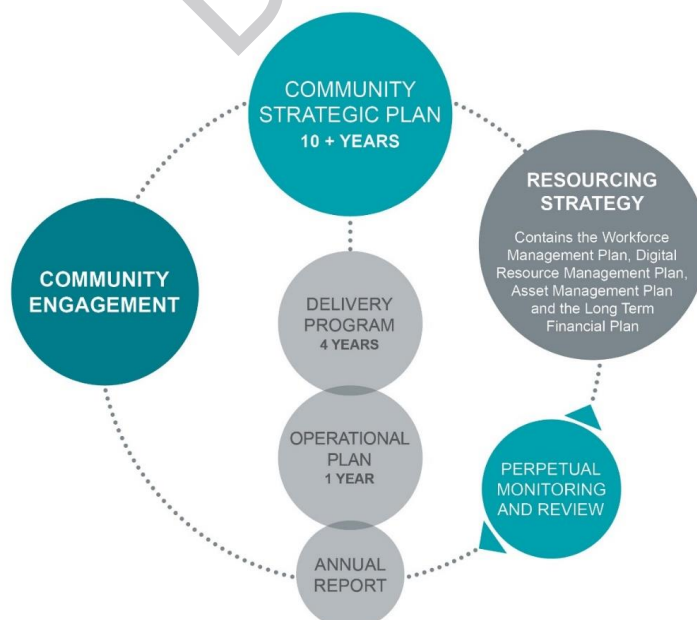 COMMUNITY
STRATEGIC PLAN
10 + YEARS
RESOURCING
STRATEGY
Contains the Workforce
Management Plan, Digital
Resource Management Plan,
Asset Management Plan
and the Long Term
Financial Plan
COMMUNITY
ENGAGEMENT
DELIVERY
PROGRAM
4 YEARS
OPERATIONAL
PLAN
1 YEAR
PERPETUAL
MONITORING
AND REVIEW
ANNUAL
REPORT